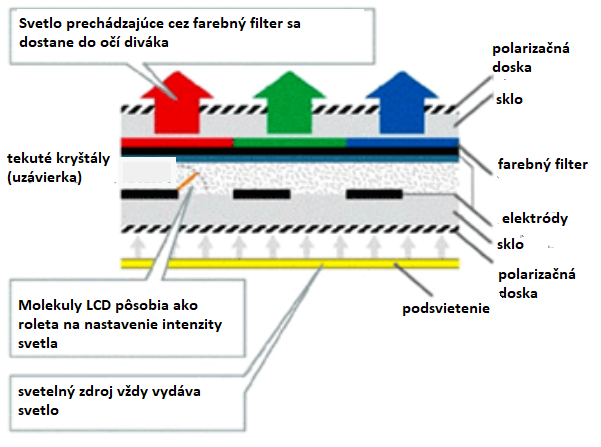 Svetlo prechádzajúce cez farebný filter sa
dostane do očí diváka
polarizačná
doska
sklo
tekuté kryštály
(uzávierka)
farebný filter
elektródy
sklo
polarizačná
doska
podsvietenie
Molekuly LCD pôsobia ako
roleta na nastavenie intenzity
svetla
svetelný zdroj vždy vydáva
svetlo